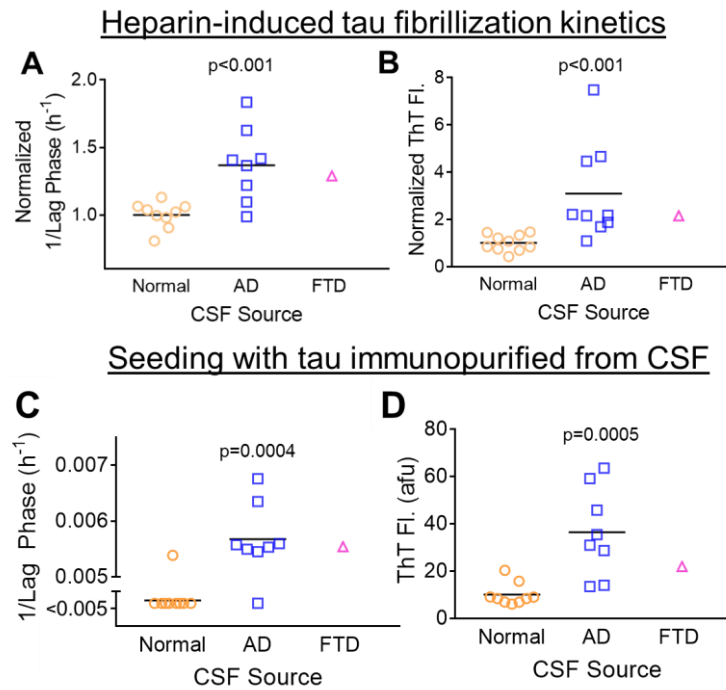 Heparin-induced tau fibrillization kinetics
A
p<0.001
Normalized
1/Lag Phase (h⁻¹)
2.0
1.5
1.0
Normal AD FTD
CSF Source
B
p<0.001
Normalized ThT Fl.
8
6
4
2
0
Normal AD FTD
CSF Source
Seeding with tau immunopurified from CSF
C
p=0.0004
1/Lag Phase (h⁻¹)
0.007
0.006
0.005
<0.005
Normal AD FTD
CSF Source
D
p=0.0005
ThT Fl. (afu)
80
60
40
20
0
Normal AD FTD
CSF Source